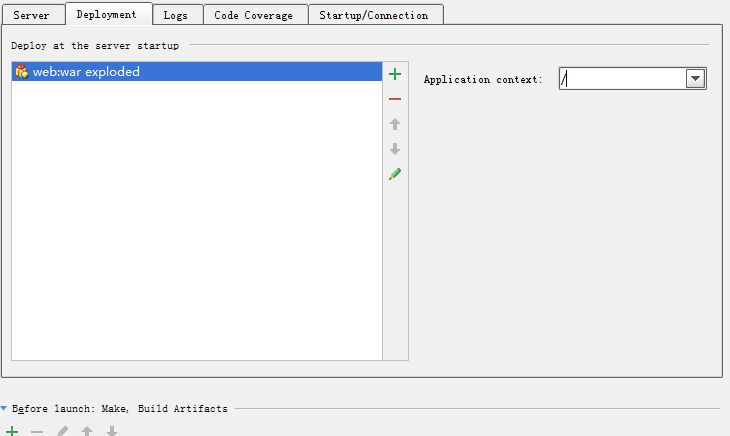 Server Deployment Logs Code Coverage Startup/Connection
Deploy at the server startup
web:war exploded
Application context: /
Before launch: Make, Build Artifacts